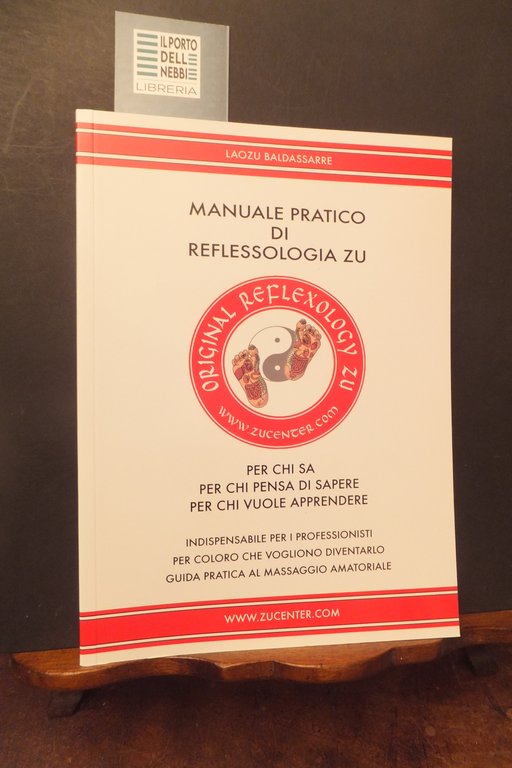 IL PORTO
DELL
NEBBI
LIBRERIA
LAOZU BALDASSARRE
MANUALE PRATICO
DI
REFLESSOLOGIA ZU
ORIGINAL REFLEXOLOGY ZU
WWW.ZUCENTER.COM
PER CHI SA
PER CHI PENSA DI SAPERE
PER CHI VUOLE APPRENDERE
INDISPENSABILE PER I PROFESSIONISTI
PER COLORO CHE VOGLIONO DIVENTARLO
GUIDA PRATICA AL MASSAGGIO AMATORIALE
WWW.ZUCENTER.COM